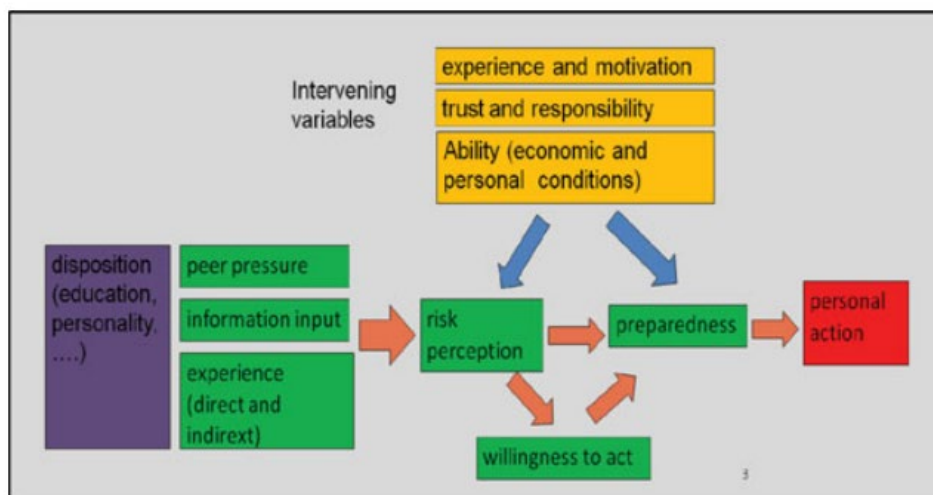 experience and motivation
Intervening
variables
trust and responsibility
Ability (economic and
personal conditions)
disposition
(education,
personality,
....)
peer pressure
information input
experience
(direct and
indirext)
risk
perception
preparedness
personal
action
willingness to act
3